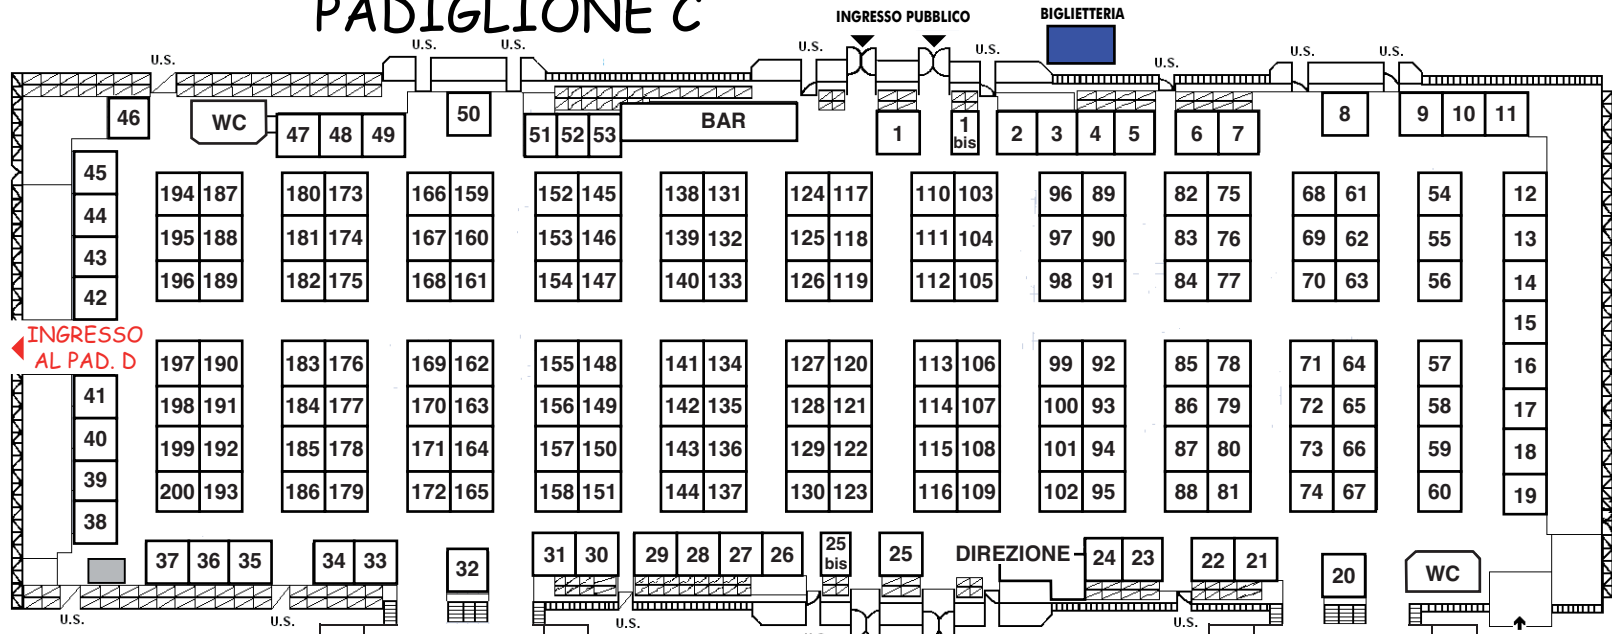 PADIGLIONE C
INGRESSO PUBBLICO
BIGLIETTERIA
U.S. U.S. U.S. U.S. U.S. U.S. U.S. U.S.
46 WC 47 48 49 50 51 52 53 BAR 1 1 bis 2 3 4 5 6 7 8 9 10 11
45
194 187 180 173 166 159 152 145 138 131 124 117 110 103 96 89 82 75 68 61 54 12
44
195 188 181 174 167 160 153 146 139 132 125 118 111 104 97 90 83 76 69 62 55 13
43
196 189 182 175 168 161 154 147 140 133 126 119 112 105 98 91 84 77 70 63 56 14
42
15
INGRESSO
AL PAD. D
197 190 183 176 169 162 155 148 141 134 127 120 113 106 99 92 85 78 71 64 57 16
41
198 191 184 177 170 163 156 149 142 135 128 121 114 107 100 93 86 79 72 65 58 17
40
199 192 185 178 171 164 157 150 143 136 129 122 115 108 101 94 87 80 73 66 59 18
39
200 193 186 179 172 165 158 151 144 137 130 123 116 109 102 95 88 81 74 67 60 19
38
37 36 35 34 33 32 31 30 29 28 27 26 25 bis 25 DIREZIONE 24 23 22 21 20 WC
U.S. U.S. U.S. U.S. U.S.